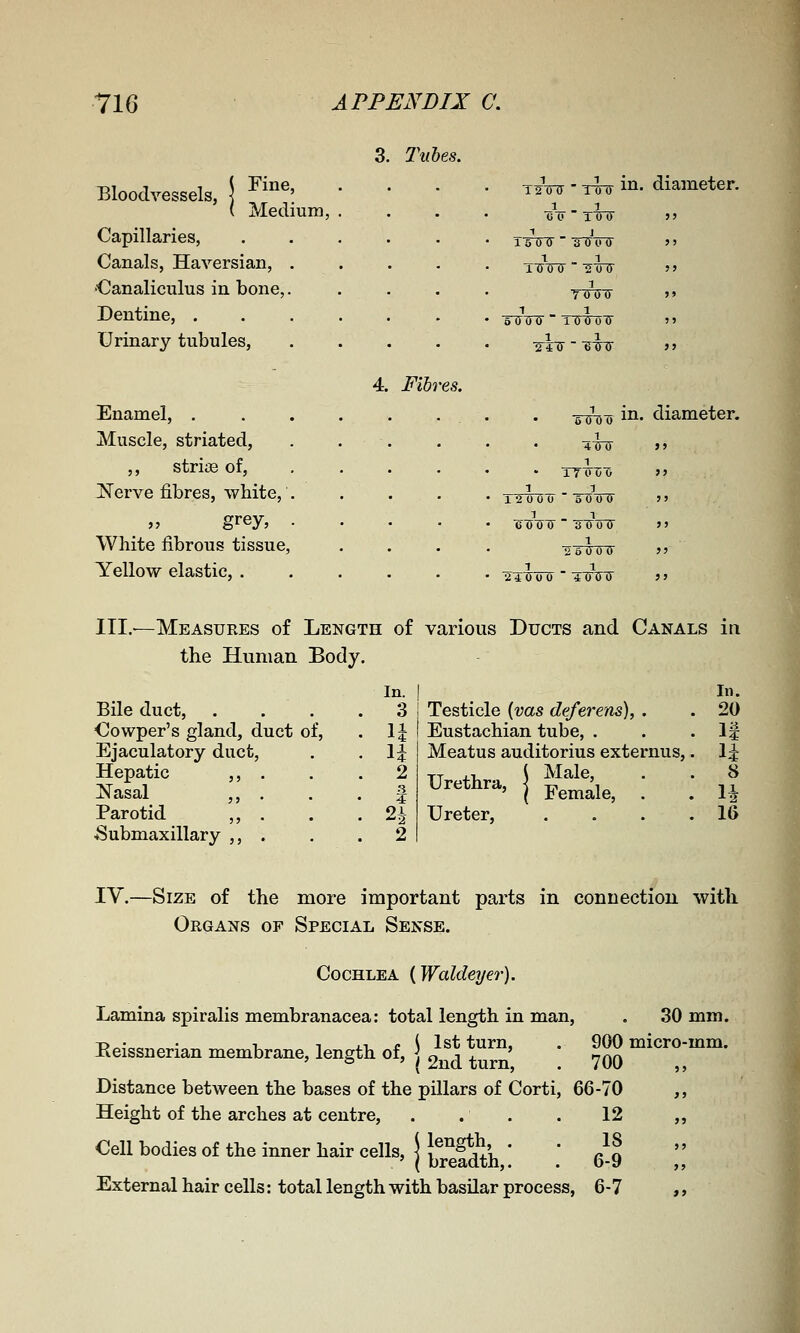 716 APPENDIX C.
3. Tubes.
Bloodvessels, { Fine, . . . . 1/1200 - 1/100 in. diameter.
( Medium, . . . . 1/60 - 1/100 ,,
Capillaries, . . . . . . 1/1500 - 1/3000 ,,
Canals, Haversian, . . . . . 1/1000 - 1/200 ,,
Canaliculus in bone, . . . . 1/7000 ,,
Dentine, . . . . . . . 1/5000 - 1/10000 ,,
Urinary tubules, . . . . . 1/240 - 1/600 ,,
4. Fibres.
Enamel, . . . . . . . . 1/5000 in. diameter.
Muscle, striated, . . . . . . 1/400 ,,
,, striæ of, . . . . . . 1/17000 ,,
Nerve fibres, white, . . . . . 1/12000 - 1/5000 ,,
,, grey, . . . . . . 1/6000 - 1/3000 ,,
White fibrous tissue, . . . . 1/25000 ,,
Yellow elastic, . . . . . . 1/24000 - 1/4000 ,,
III.—MEASURES of LENGTH of various DUCTS and CANALS in
the Human Body.
In.
Bile duct, . . . . 3
Cowper's gland, duct of, . 1¼
Ejaculatory duct, . . 1¼
Hepatic ,, . . . 2
Nasal ,, . . . ¾
Parotid ,, . . . 2½
Submaxillary ,, . . . 2
In.
Testicle (vas deferens), . . 20
Eustachian tube, . . . 1¾
Meatus auditorius externus, . 1¼
Urethra, { Male, . . 8
{ Female, . . 1½
Ureter, . . . . 16
IV.—SIZE of the more important parts in connection with
ORGANS OF SPECIAL SENSE.
COCHLEA (Waldeyer).
Lamina spiralis membranacea: total length in man, . 30 mm.
Reissnerian membrane, length of, { 1st turn, . 900 micro-mm.
{ 2nd turn, . 700 ,,
Distance between the bases of the pillars of Corti, 66-70 ,,
Height of the arches at centre, . . . . 12 ,,
Cell bodies of the inner hair cells, { length, . . 18 ,,
{ breadth, . . 6-9 ,,
External hair cells: total length with basilar process, 6-7 ,,